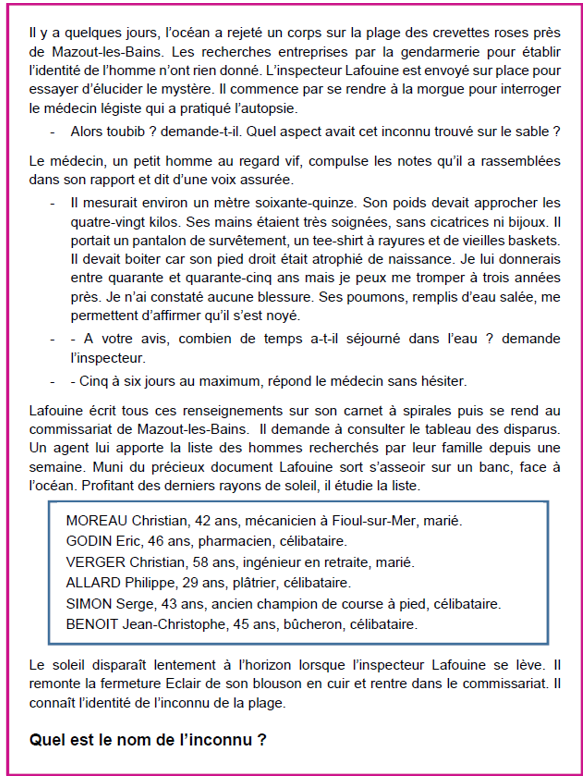 Il y a quelques jours, l’océan a rejeté un corps sur la plage des crevettes roses près
de Mazout-les-Bains. Les recherches entreprises par la gendarmerie pour établir
l’identité de l’homme n’ont rien donné. L’inspecteur Lafouine est envoyé sur place pour
essayer d’élucider le mystère. Il commence par se rendre à la morgue pour interroger
le médecin légiste qui a pratiqué l’autopsie.
- Alors toubib ? demande-t-il. Quel aspect avait cet inconnu trouvé sur le sable ?
Le médecin, un petit homme au regard vif, compulse les notes qu’il a rassemblées
dans son rapport et dit d’une voix assurée.
- Il mesurait environ un mètre soixante-quinze. Son poids devait approcher les
quatre-vingt kilos. Ses mains étaient très soignées, sans cicatrices ni bijoux. Il
portait un pantalon de survêtement, un tee-shirt à rayures et de vieilles baskets.
Il devait boiter car son pied droit était atrophié de naissance. Je lui donnerais
entre quarante et quarante-cinq ans mais je peux me tromper à trois années
près. Je n’ai constaté aucune blessure. Ses poumons, remplis d’eau salée, me
permettent d’affirmer qu’il s’est noyé.
- - A votre avis, combien de temps a-t-il séjourné dans l’eau ? demande
l’inspecteur.
- - Cinq à six jours au maximum, répond le médecin sans hésiter.
Lafouine écrit tous ces renseignements sur son carnet à spirales puis se rend au
commissariat de Mazout-les-Bains. Il demande à consulter le tableau des disparus.
Un agent lui apporte la liste des hommes recherchés par leur famille depuis une
semaine. Muni du précieux document Lafouine sort s’asseoir sur un banc, face à
l’océan. Profitant des derniers rayons de soleil, il étudie la liste.
MOREAU Christian, 42 ans, mécanicien à Fioul-sur-Mer, marié.
GODIN Eric, 46 ans, pharmacien, célibataire.
VERGER Christian, 58 ans, ingénieur en retraite, marié.
ALLARD Philippe, 29 ans, plâtrier, célibataire.
SIMON Serge, 43 ans, ancien champion de course à pied, célibataire.
BENOIT Jean-Christophe, 45 ans, bûcheron, célibataire.
Le soleil disparaît lentement à l’horizon lorsque l’inspecteur Lafouine se lève. Il
remonte la fermeture Eclair de son blouson en cuir et rentre dans le commissariat. Il
connaît l’identité de l’inconnu de la plage.
Quel est le nom de l’inconnu ?